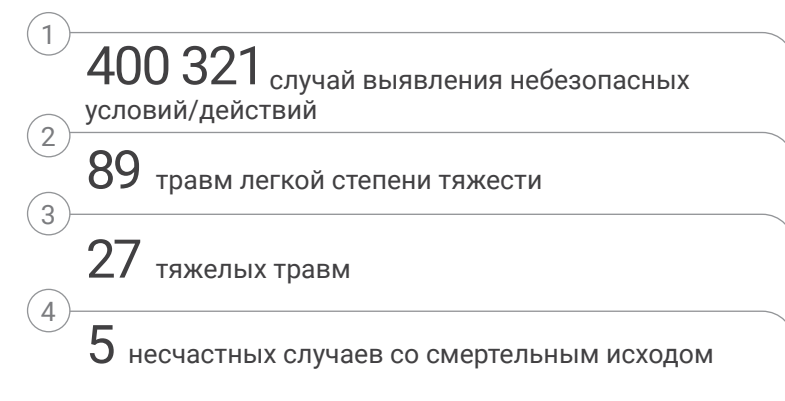 1
400 321 случай выявления небезопасных
условий/действий
2
89 травм легкой степени тяжести
3
27 тяжелых травм
4
5 несчастных случаев со смертельным исходом